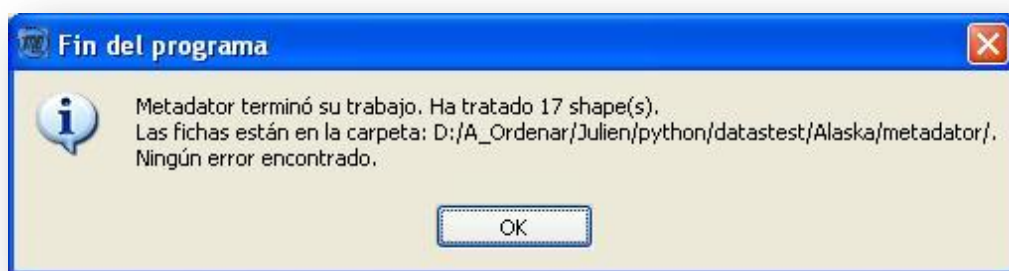 Fin del programa
Metadator terminó su trabajo. Ha tratado 17 shape(s).
Las fichas están en la carpeta: D:/A_Ordenar/Julien/python/datastest/Alaska/metadator/.
Ningún error encontrado.
OK